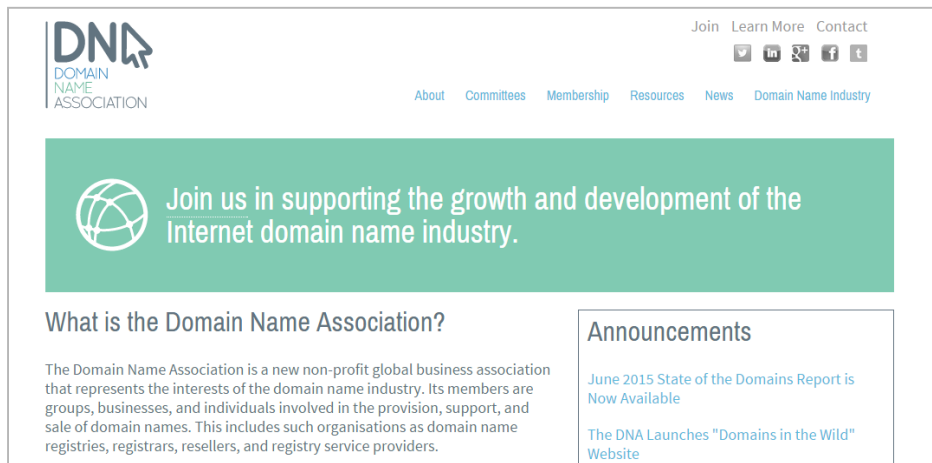 DNA
DOMAIN
NAME
ASSOCIATION
Join Learn More Contact
About Committees Membership Resources News Domain Name Industry
Join us in supporting the growth and development of the
Internet domain name industry.
What is the Domain Name Association?
The Domain Name Association is a new non-profit global business association
that represents the interests of the domain name industry. Its members are
groups, businesses, and individuals involved in the provision, support, and
sale of domain names. This includes such organisations as domain name
registries, registrars, resellers, and registry service providers.
Announcements
June 2015 State of the Domains Report is
Now Available
The DNA Launches "Domains in the Wild"
Website